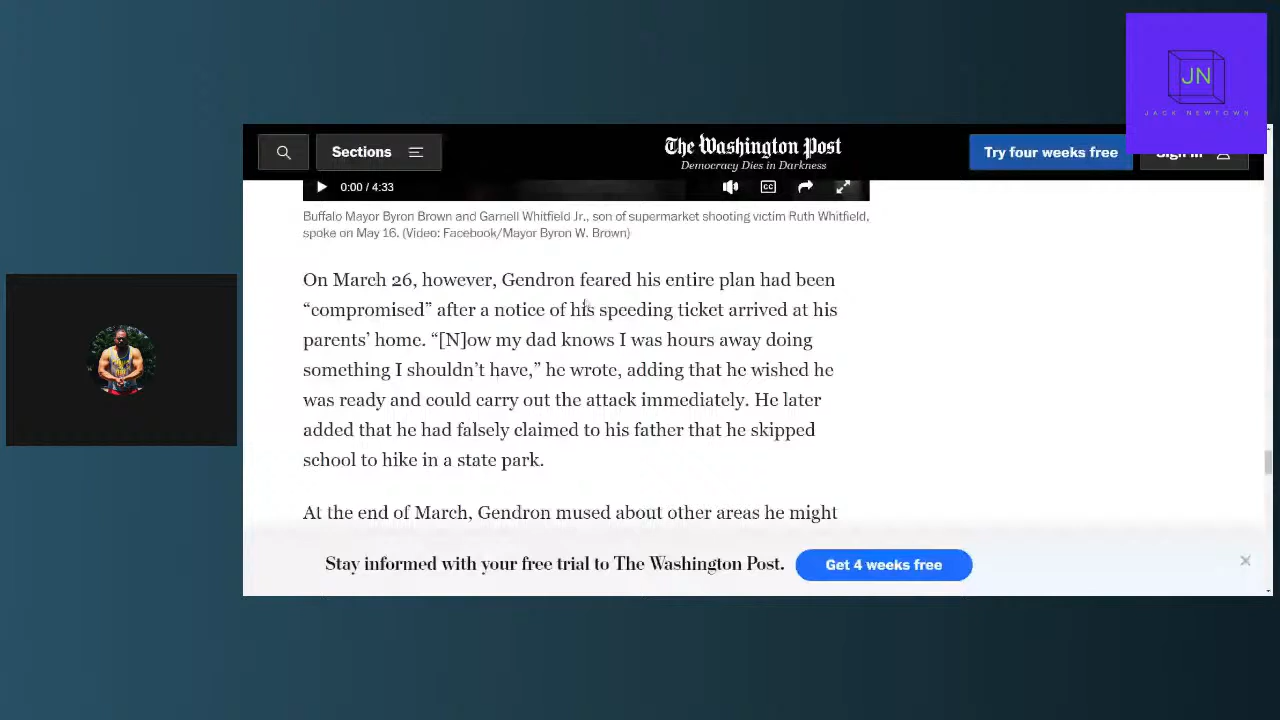 JN
JACK NEWTOWN
Sections
The Washington Post
Democracy Dies in Darkness
Try four weeks free
Sign in
0:00 / 4:33
CC
Buffalo Mayor Byron Brown and Garnell Whitfield Jr., son of supermarket shooting victim Ruth Whitfield,
spoke on May 16. (Video: Facebook/Mayor Byron W. Brown)
On March 26, however, Gendron feared his entire plan had been
“compromised” after a notice of his speeding ticket arrived at his
parents’ home. “[N]ow my dad knows I was hours away doing
something I shouldn’t have,” he wrote, adding that he wished he
was ready and could carry out the attack immediately. He later
added that he had falsely claimed to his father that he skipped
school to hike in a state park.
At the end of March, Gendron mused about other areas he might
Stay informed with your free trial to The Washington Post.
Get 4 weeks free